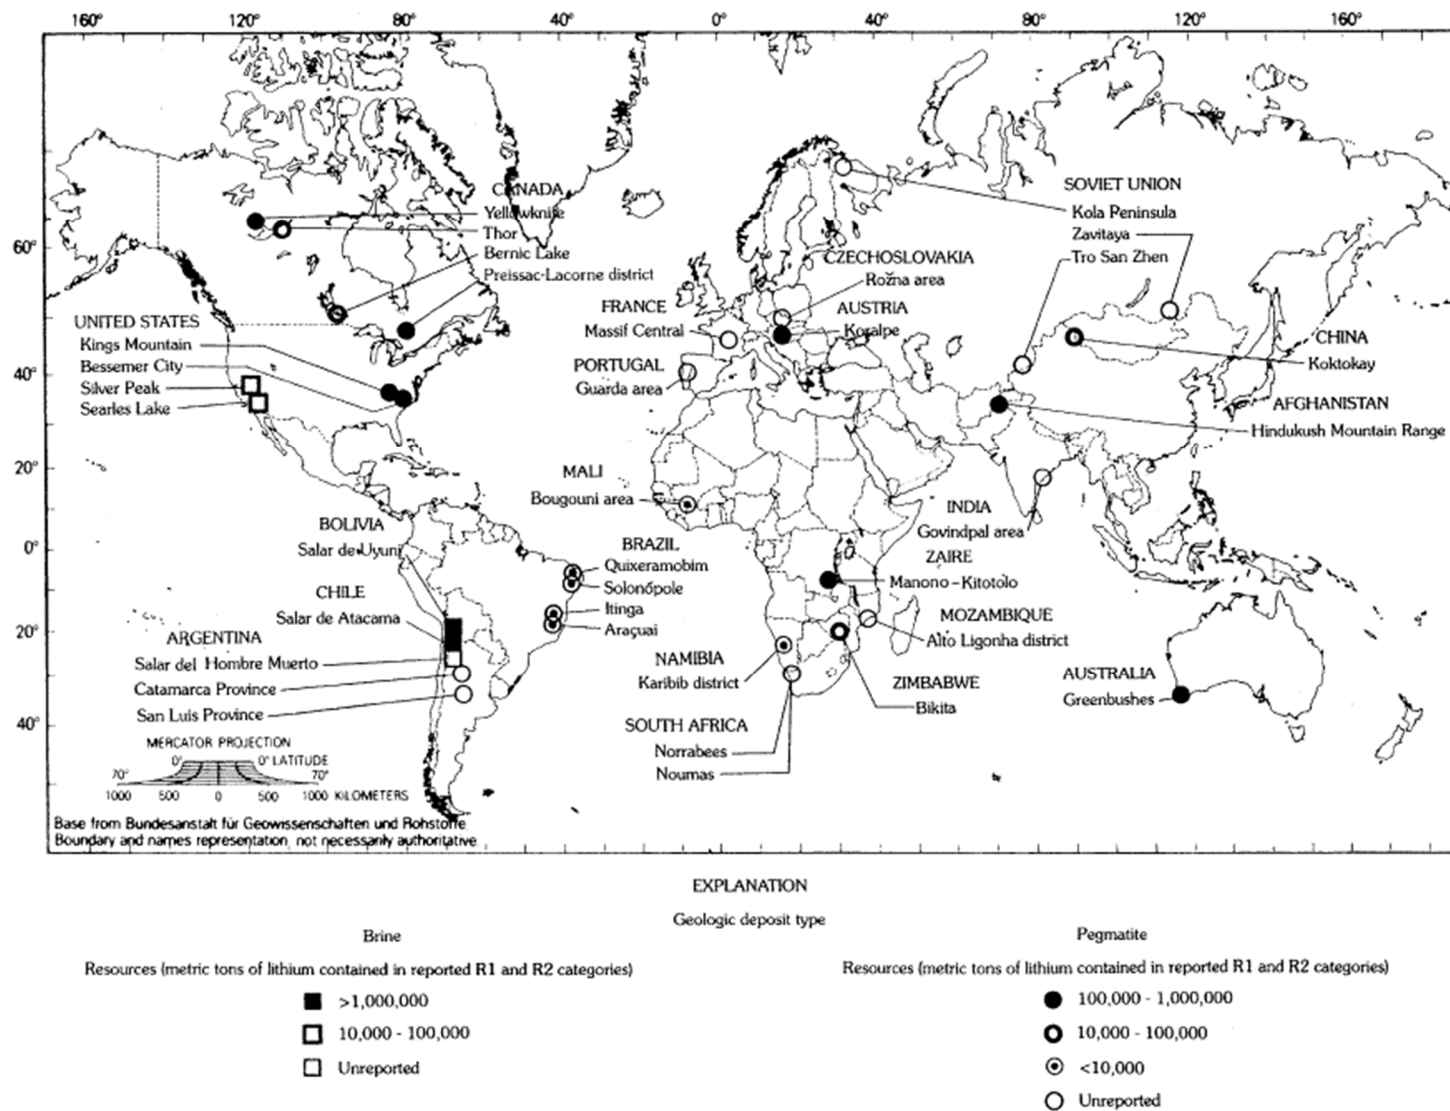 160° 120° 80° 40° 0° 40° 80° 120° 160°
60°
40°
20°
0°
20°
40°
CANADA
Yellowknife
Thor
Bernic Lake
Preissac-Lacorne district
UNITED STATES
Kings Mountain
Bessemer City
Silver Peak
Searles Lake
SOVIET UNION
Kola Peninsula
Zavitaya
Tro San Zhen
CZECHOSLOVAKIA
Rožna area
FRANCE
Massif Central
AUSTRIA
Koralpe
PORTUGAL
Guarda area
CHINA
Koktokay
AFGHANISTAN
Hindukush Mountain Range
MALI
Bougouni area
INDIA
Govindpal area
BOLIVIA
Salar de Uyuni
BRAZIL
Quixeramobim
Solonópole
Itinga
Araçuai
ZAIRE
Manono-Kitotolo
CHILE
Salar de Atacama
MOZAMBIQUE
Alto Ligonha district
ARGENTINA
Salar del Hombre Muerto
Catamarca Province
San Luis Province
NAMIBIA
Karibib district
ZIMBABWE
Bikita
AUSTRALIA
Greenbushes
SOUTH AFRICA
Norrabees
Noumas
MERCATOR PROJECTION
0° 0° LATITUDE
70° 70°
1000 500 0 500 1000 KILOMETERS
Base from Bundesanstalt für Geowissenschaften und Rohstoffe
Boundary and names representation not necessarily authoritative
EXPLANATION
Geologic deposit type
Brine
Resources (metric tons of lithium contained in reported R1 and R2 categories)
>1,000,000
10,000 - 100,000
Unreported
Pegmatite
Resources (metric tons of lithium contained in reported R1 and R2 categories)
100,000 - 1,000,000
10,000 - 100,000
<10,000
Unreported